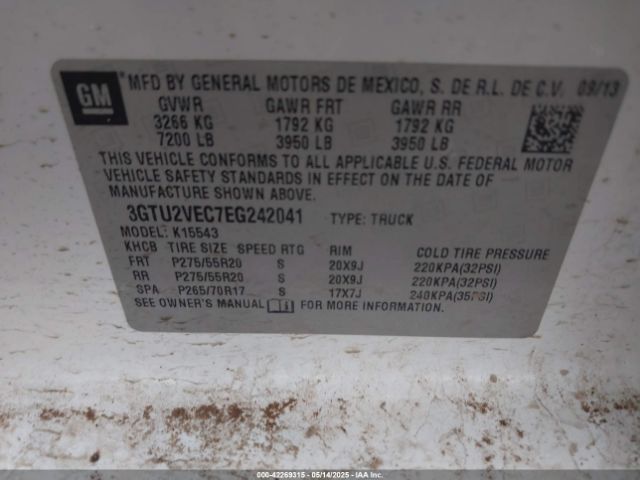 GM
* MFD BY GENERAL MOTORS DE MEXICO, S. DE R.L. DE C.V. 09/13
GVWR GAWR FRT GAWR RR
3266 KG 1792 KG 1792 KG
7200 LB 3950 LB 3950 LB
THIS VEHICLE CONFORMS TO ALL APPLICABLE U.S. FEDERAL MOTOR
VEHICLE SAFETY STANDARDS IN EFFECT ON THE DATE OF
MANUFACTURE SHOWN ABOVE.
3GTU2VEC7EG242041 TYPE: TRUCK
MODEL: K15543
KHCB TIRE SIZE SPEED RTG RIM COLD TIRE PRESSURE
FRT P275/55R20 S 20X9J 220KPA(32PSI)
RR P275/55R20 S 20X9J 220KPA(32PSI)
SPA P265/70R17 S 17X7J 240KPA(35PSI)
SEE OWNER'S MANUAL FOR MORE INFORMATION.
000-42269315 - 05/14/2025 - IAAI.COM